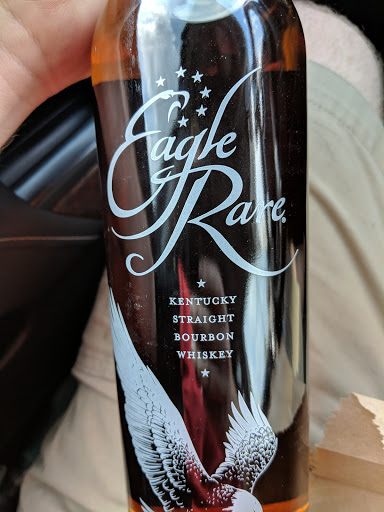 Eagle
Rare®
KENTUCKY
STRAIGHT
BOURBON
WHISKEY